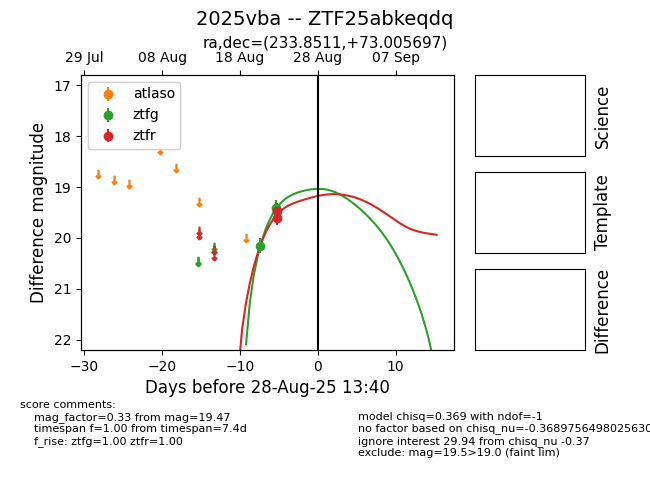 2025vba -- ZTF25abkeqdq
ra,dec=(233.8511,+73.005697)
29 Jul 08 Aug 18 Aug 28 Aug 07 Sep
atlaso
ztfg
ztfr
17
18
19
20
21
22
Difference magnitude
−30 −20 −10 0 10
Days before 28-Aug-25 13:40
Science
Template
Difference
score comments:
mag_factor=0.33 from mag=19.47
timespan f=1.00 from timespan=7.4d
f_rise: ztfg=1.00 ztfr=1.00
model chisq=0.369 with ndof=-1
no factor based on chisq_nu=-0.3689756498025630
ignore interest 29.94 from chisq_nu -0.37
exclude: mag=19.5>19.0 (faint lim)